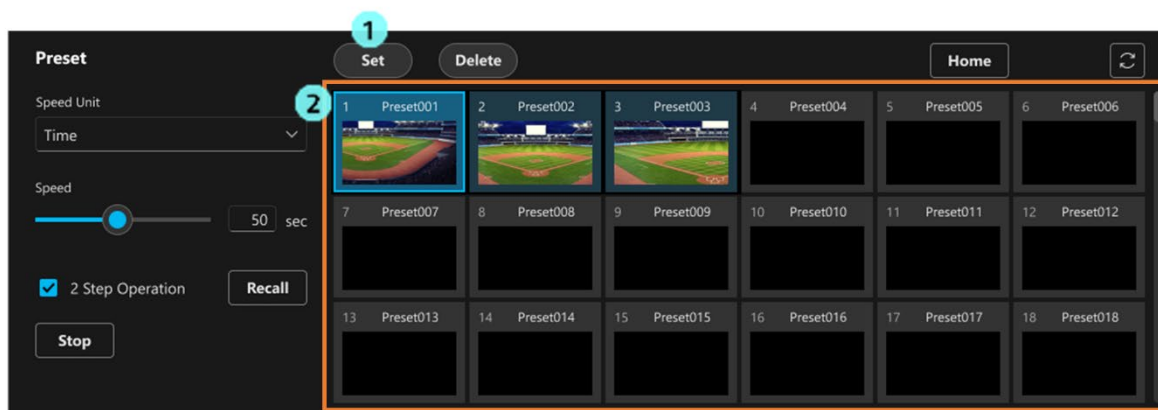 1
Preset
Set
Delete
Home
2
Speed Unit
Time
Speed
50 sec
2 Step Operation
Recall
Stop
1 Preset001
2 Preset002
3 Preset003
4 Preset004
5 Preset005
6 Preset006
7 Preset007
8 Preset008
9 Preset009
10 Preset010
11 Preset011
12 Preset012
13 Preset013
14 Preset014
15 Preset015
16 Preset016
17 Preset017
18 Preset018